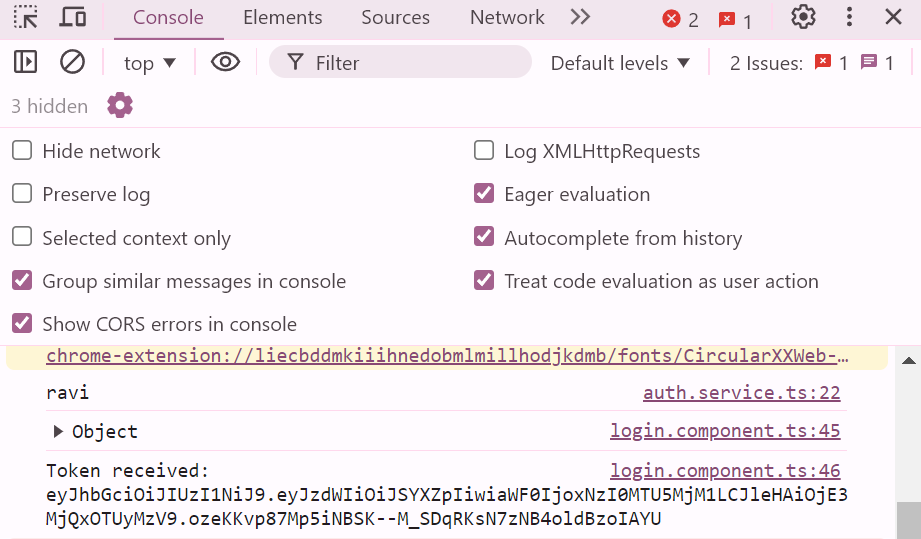 Console Elements Sources Network 2 1
top Filter Default levels 2 Issues: 1 1
3 hidden
Hide network Log XMLHttpRequests
Preserve log Eager evaluation
Selected context only Autocomplete from history
Group similar messages in console Treat code evaluation as user action
Show CORS errors in console
chrome-extension://liecbddmkiiihnedobmlmillhodjkdmb/fonts/CircularXXWeb-…
ravi auth.service.ts:22
Object login.component.ts:45
Token received: login.component.ts:46
eyJhbGciOiJIUzI1NiJ9.eyJzdWIiOiJSYXZpIiwiaWF0IjoxNzI0MTU5MjM1LCJleHAiOjE3
MjQxOTUyMzV9.ozeKKvp87Mp5iNBSK--M_SDqRKsN7zNB4oldBzoIAYU